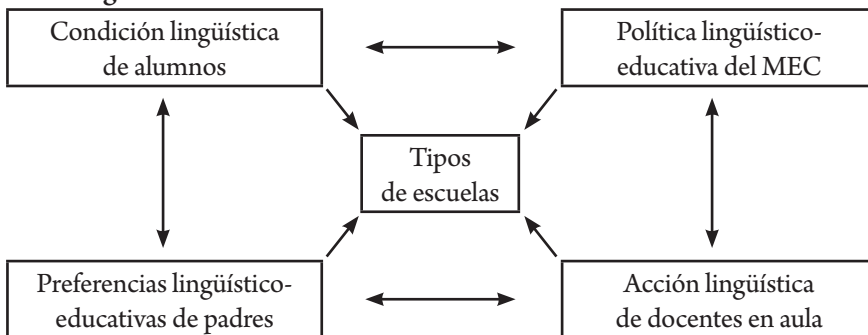 Condición lingüística
de alumnos
Política lingüístico-
educativa del MEC
Tipos
de escuelas
Preferencias lingüístico-
educativas de padres
Acción lingüística
de docentes en aula